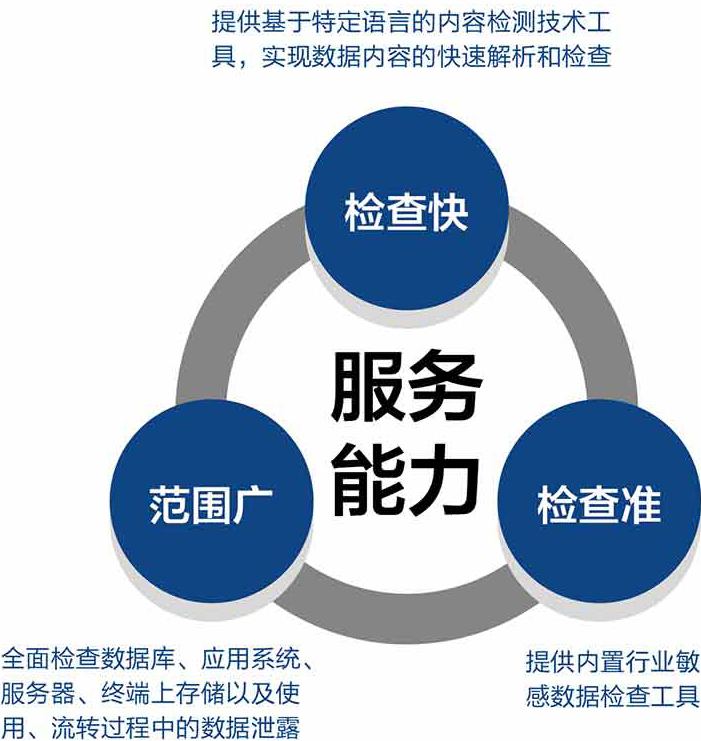 提供基于特定语言的内容检测技术工
具，实现数据内容的快速解析和检查
检查快
服务
能力
范围广
检查准
全面检查数据库、应用系统、
服务器、终端上存储以及使
用、流转过程中的数据泄露
提供内置行业敏
感数据检查工具